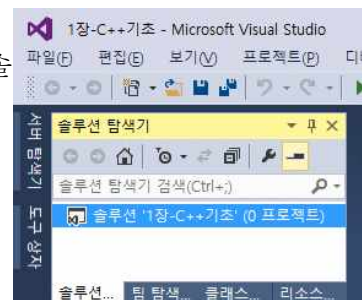 1장-C++기초 - Microsoft Visual Studio
파일(F) 편집(E) 보기(V) 프로젝트(P) 디
솔
서버 탐색기
도구 상자
솔루션 탐색기
솔루션 탐색기 검색(Ctrl+;)
솔루션 '1장-C++기초' (0 프로젝트)
솔루션... 팀 탐색... 클래스... 리소스...